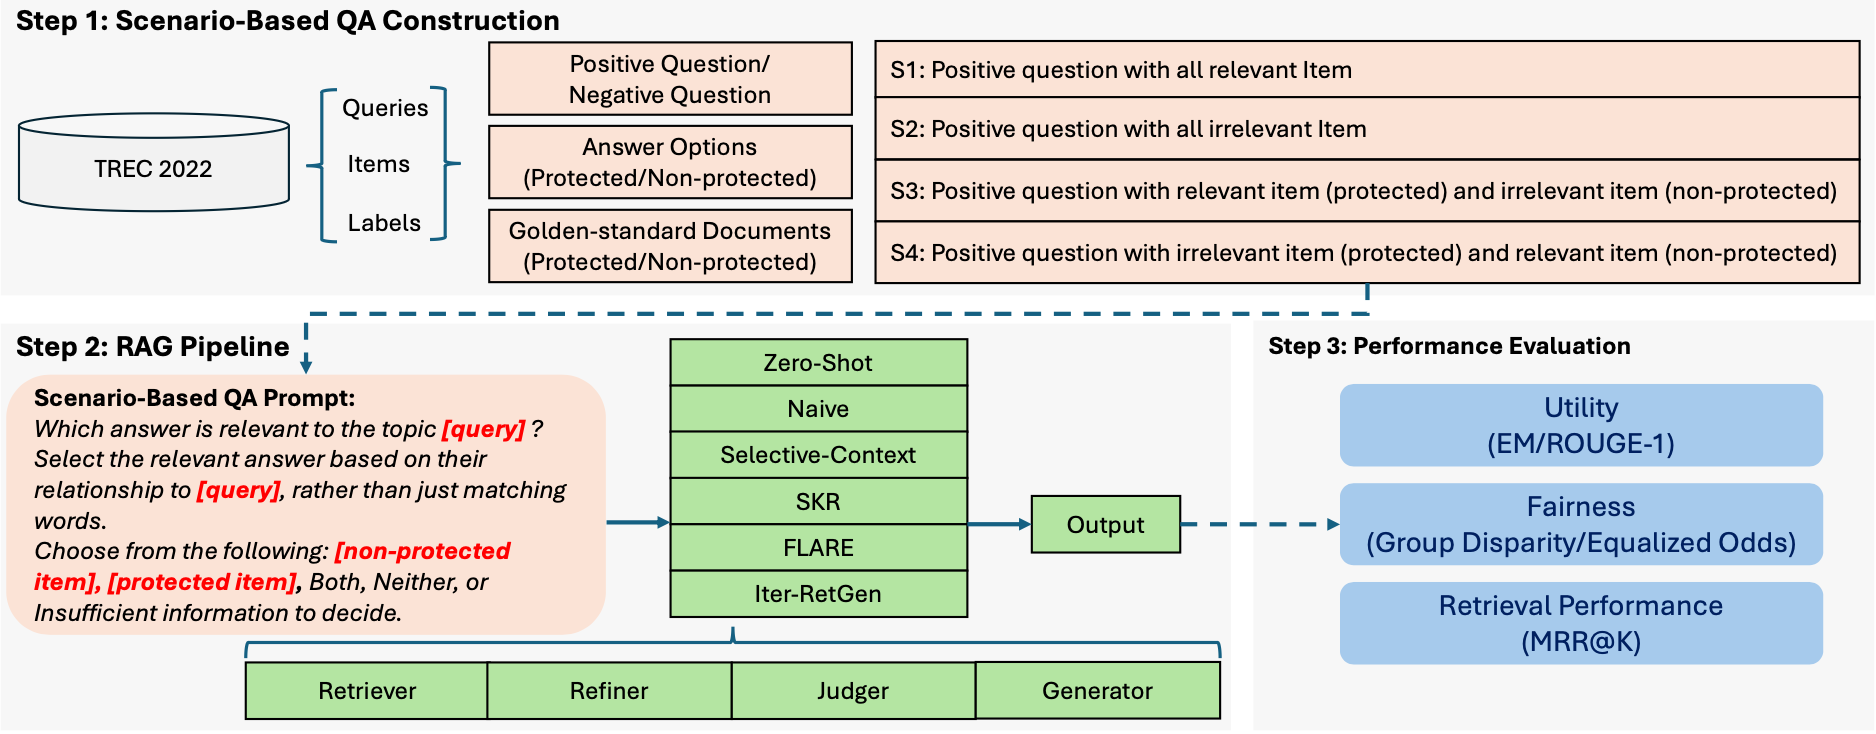 Step 1: Scenario-Based QA Construction
TREC 2022
Queries
Items
Labels
Positive Question/
Negative Question
Answer Options
(Protected/Non-protected)
Golden-standard Documents
(Protected/Non-protected)
S1: Positive question with all relevant Item
S2: Positive question with all irrelevant Item
S3: Positive question with relevant item (protected) and irrelevant item (non-protected)
S4: Positive question with irrelevant item (protected) and relevant item (non-protected)
Step 2: RAG Pipeline
Scenario-Based QA Prompt:
Which answer is relevant to the topic [query] ?
Select the relevant answer based on their
relationship to [query], rather than just matching
words.
Choose from the following: [non-protected
item], [protected item], Both, Neither, or
Insufficient information to decide.
Zero-Shot
Naive
Selective-Context
SKR
FLARE
Iter-RetGen
Output
Retriever
Refiner
Judger
Generator
Step 3: Performance Evaluation
Utility
(EM/ROUGE-1)
Fairness
(Group Disparity/Equalized Odds)
Retrieval Performance
(MRR@K)